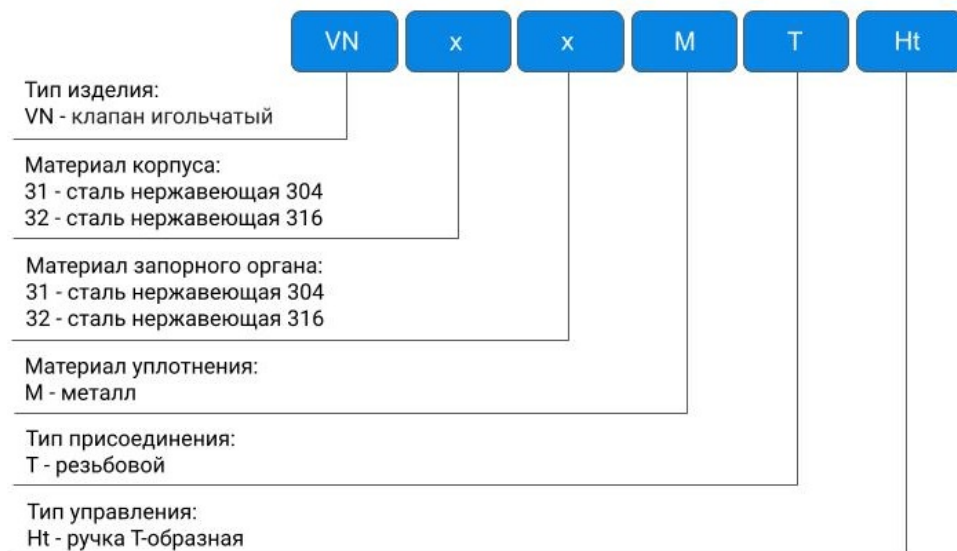 VN x x M T Ht
Тип изделия:
VN - клапан игольчатый
Материал корпуса:
31 - сталь нержавеющая 304
32 - сталь нержавеющая 316
Материал запорного органа:
31 - сталь нержавеющая 304
32 - сталь нержавеющая 316
Материал уплотнения:
М - металл
Тип присоединения:
Т - резьбовой
Тип управления:
Ht - ручка Т-образная